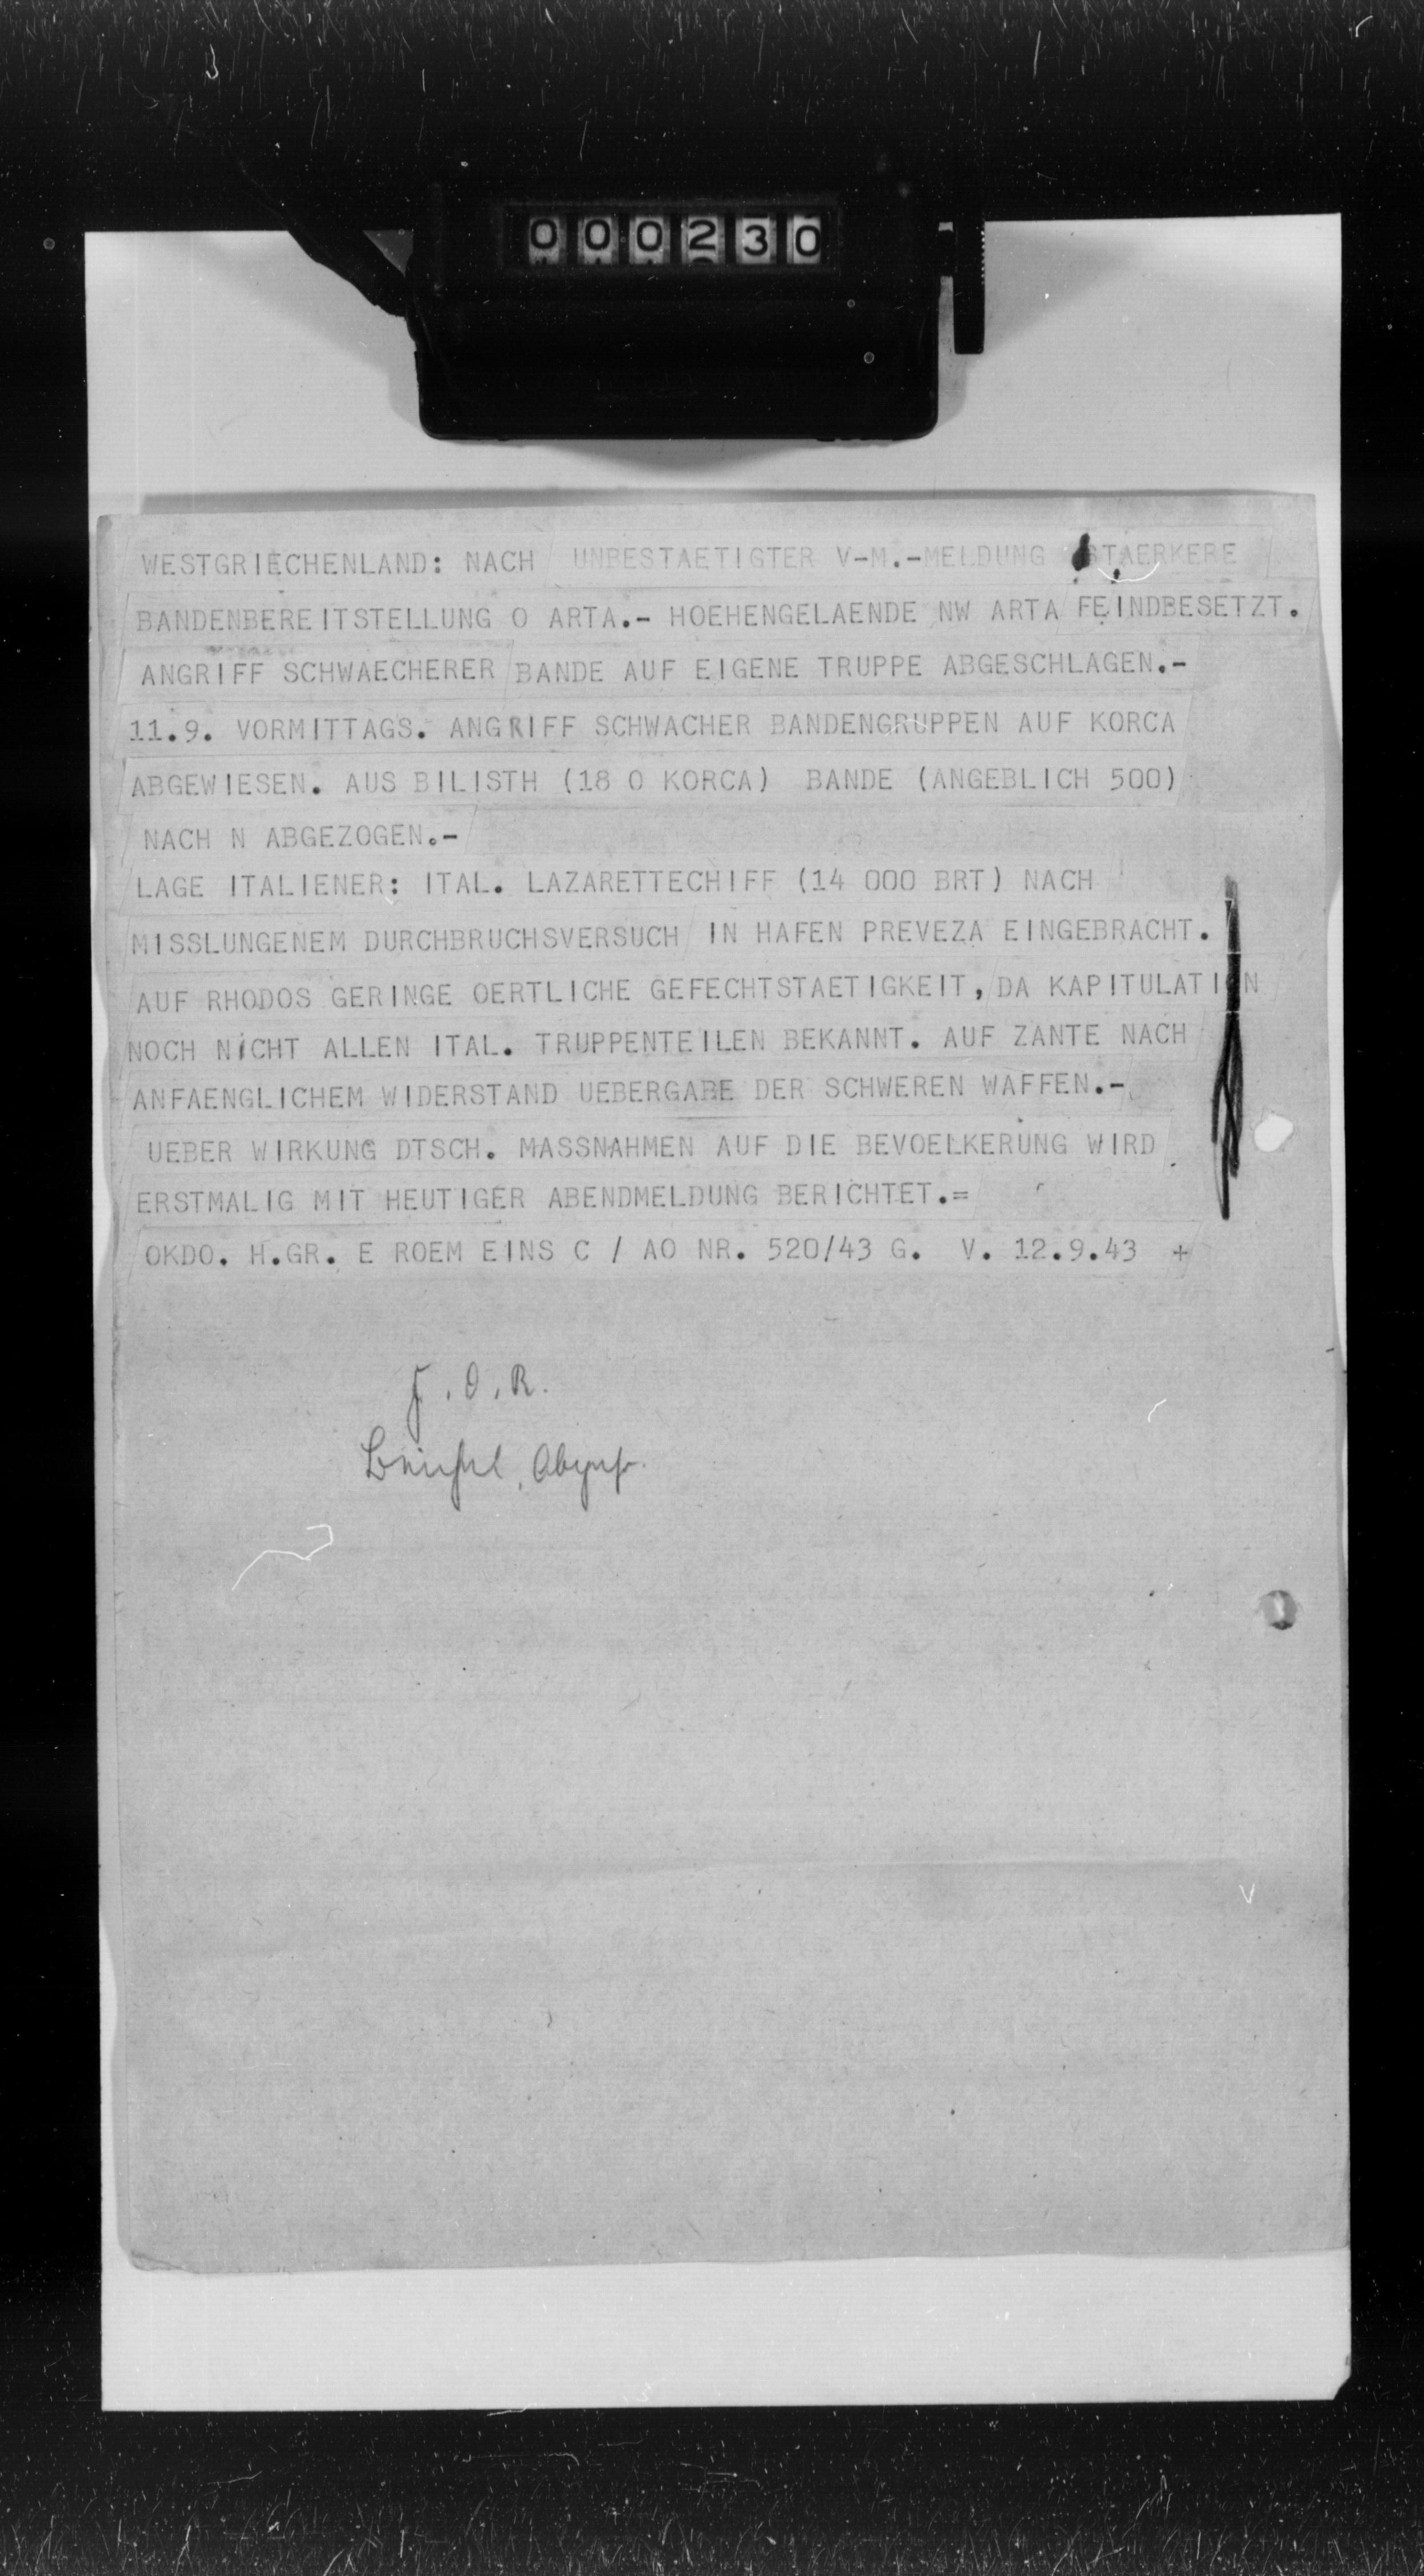 000230
WESTGRIECHENLAND: NACH UNBESTAETIGTER V-M.-MELDUNG STAERKERE
BANDENBEREITSTELLUNG O ARTA.- HOEHENGELAENDE NW ARTA FEINDBESETZT.
ANGRIFF SCHWAECHERER BANDE AUF EIGENE TRUPPE ABGESCHLAGEN.-
11.9. VORMITTAGS. ANGRIFF SCHWACHER BANDENGRUPPEN AUF KORCA
ABGEWIESEN. AUS BILISTH (18 O KORCA) BANDE (ANGEBLICH 500)
NACH N ABGEZOGEN.-
LAGE ITALIENER: ITAL. LAZARETTECHIFF (14 000 BRT) NACH
MISSLUNGENEM DURCHBRUCHSVERSUCH IN HAFEN PREVEZA EINGEBRACHT.
AUF RHODOS GERINGE OERTLICHE GEFECHTSTAETIGKEIT, DA KAPITULATION
NOCH NICHT ALLEN ITAL. TRUPPENTEILEN BEKANNT. AUF ZANTE NACH
ANFAENGLICHEM WIDERSTAND UEBERGABE DER SCHWEREN WAFFEN.-
UEBER WIRKUNG DTSCH. MASSNAHMEN AUF DIE BEVOELKERUNG WIRD
ERSTMALIG MIT HEUTIGER ABENDMELDUNG BERICHTET.=
OKDO. H.GR. E ROEM EINS C / AO NR. 520/43 G. V. 12.9.43 +
F.d.R.